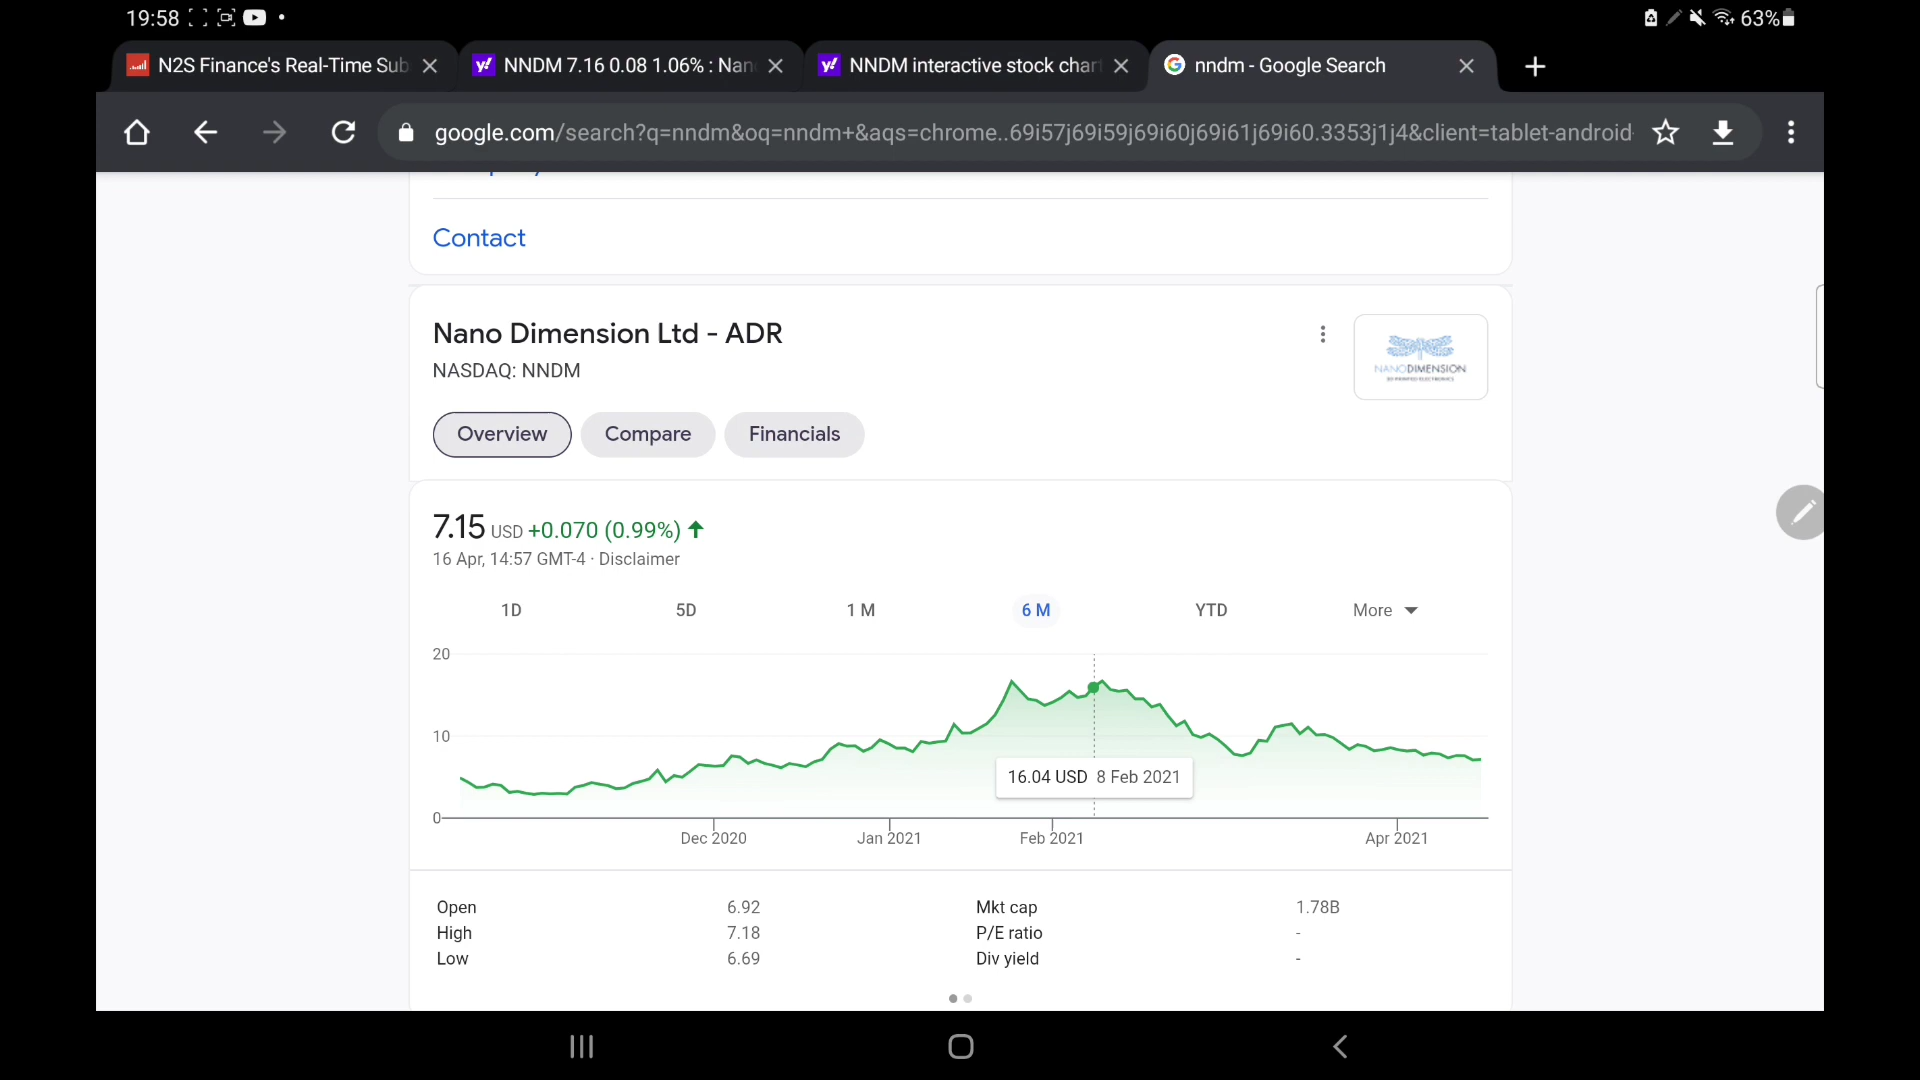 19:58
63%
N2S Finance's Real-Time Sub
NNDM 7.16 0.08 1.06% : Nan
NNDM interactive stock chart
nndm - Google Search
google.com/search?q=nndm&oq=nndm+&aqs=chrome..69i57j69i59j69i60j69i61j69i60.3353j1j4&client=tablet-android-
Contact
Nano Dimension Ltd - ADR
NASDAQ: NNDM
NANODIMENSION
3D PRINTED ELECTRONICS
Overview
Compare
Financials
7.15 USD +0.070 (0.99%)
16 Apr, 14:57 GMT-4 · Disclaimer
1D
5D
1 M
6 M
YTD
More
20
10
0
16.04 USD 8 Feb 2021
Dec 2020
Jan 2021
Feb 2021
Apr 2021
Open 6.92 Mkt cap 1.78B
High 7.18 P/E ratio -
Low 6.69 Div yield -